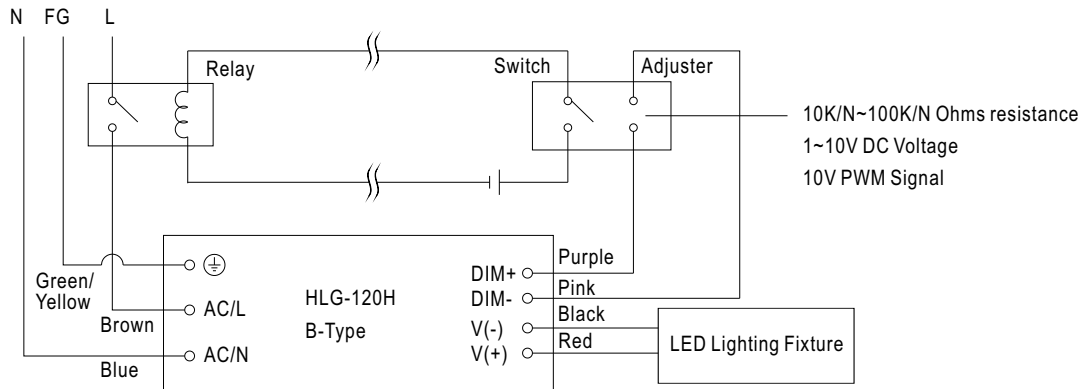 N FG L
Relay
Switch
Adjuster
10K/N~100K/N Ohms resistance
1~10V DC Voltage
10V PWM Signal
Green/
Yellow
Brown
Blue
AC/L
AC/N
HLG-120H
B-Type
DIM+
DIM-
V(-)
V(+)
Purple
Pink
Black
Red
LED Lighting Fixture